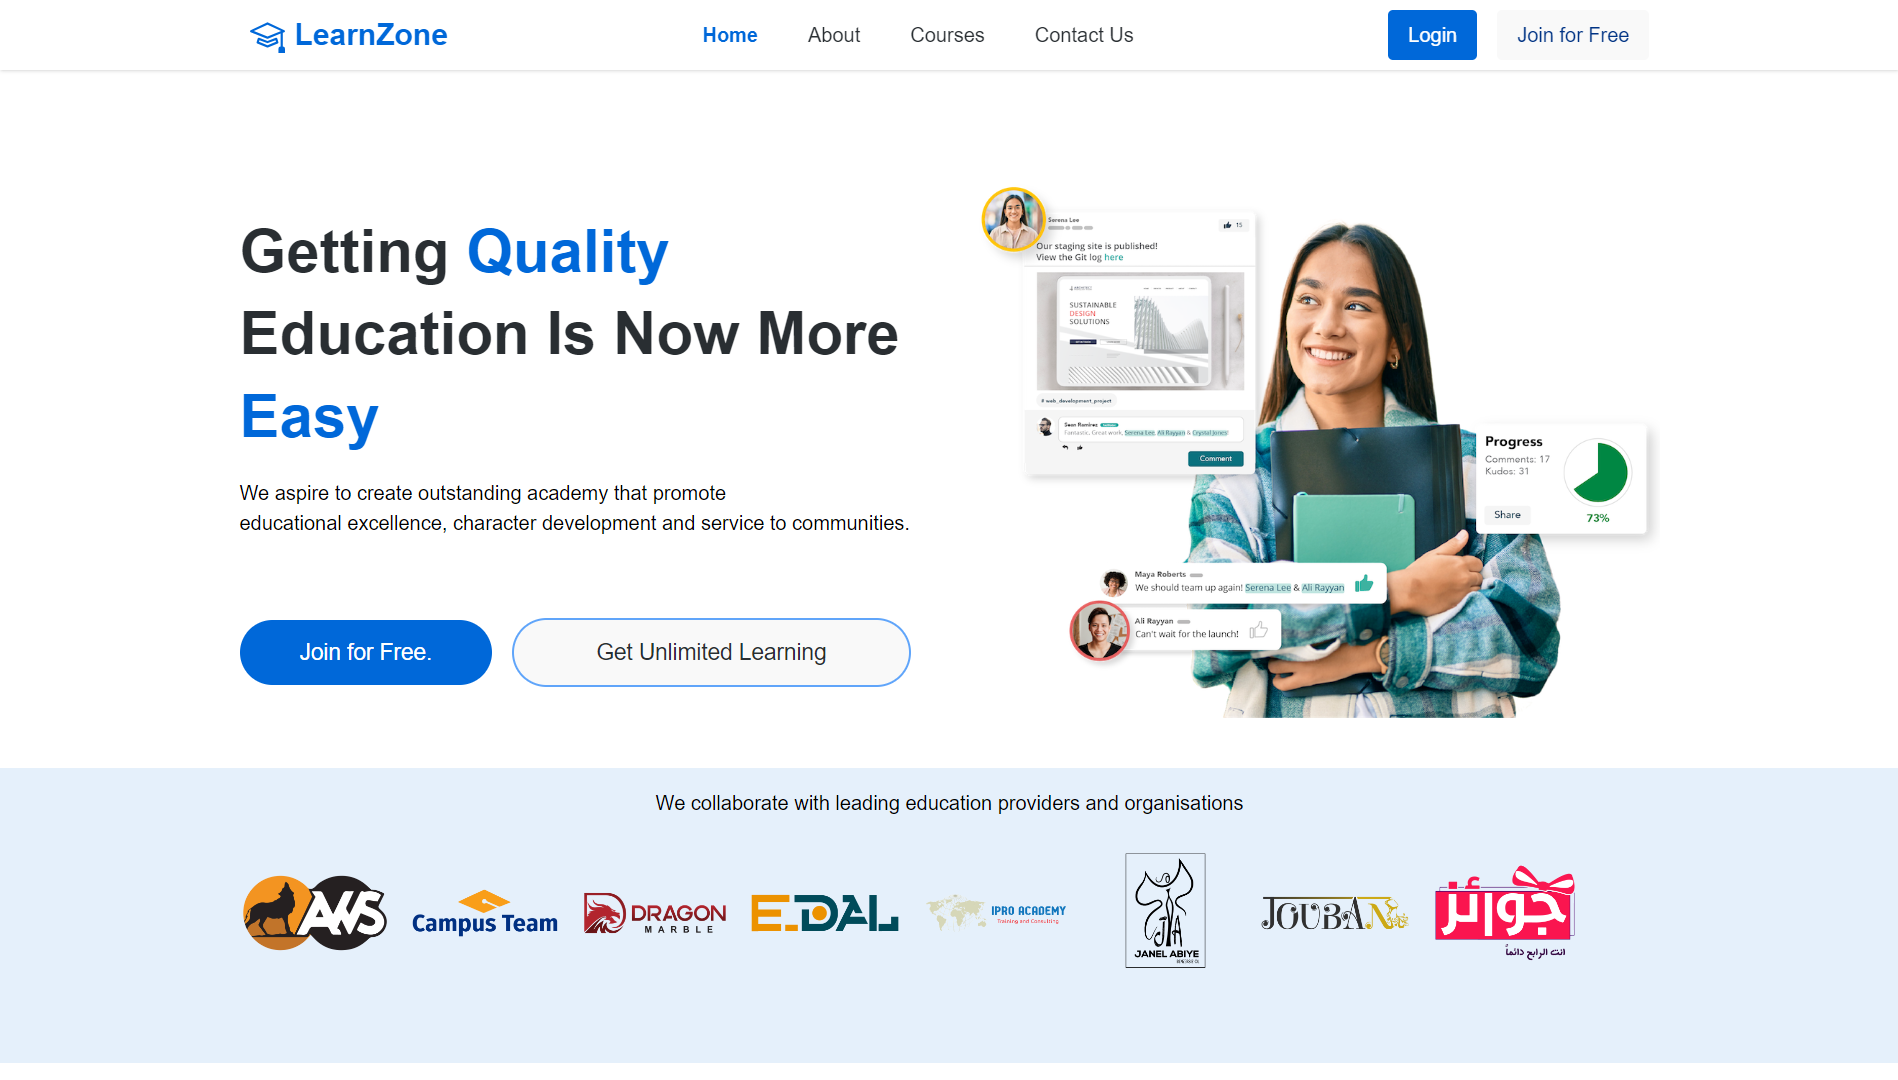 LearnZone
Home
About
Courses
Contact Us
Login
Join for Free
Getting Quality
Education Is Now More
Easy
We aspire to create outstanding academy that promote
educational excellence, character development and service to communities.
Join for Free.
Get Unlimited Learning
Serena Lee
15
Our staging site is published!
View the Git log here
SUSTAINABLE
DESIGN
SOLUTIONS
# web_development_project
Sean Ramirez
Fantastic, Great work, Serena Lee, Ali Rayyan & Crystal Jones!
Comment
Progress
Comments: 17
Kudos: 31
Share
73%
Maya Roberts
We should team up again! Serena Lee & Ali Rayyan
Ali Rayyan
Can't wait for the launch!
We collaborate with leading education providers and organisations
AWS
Campus Team
DRAGON
MARBLE
E.DAL
IPRO ACADEMY
Training and Consulting
JANEL ABIYE
JOUBAN
جوائز
انت الرابح دائماً